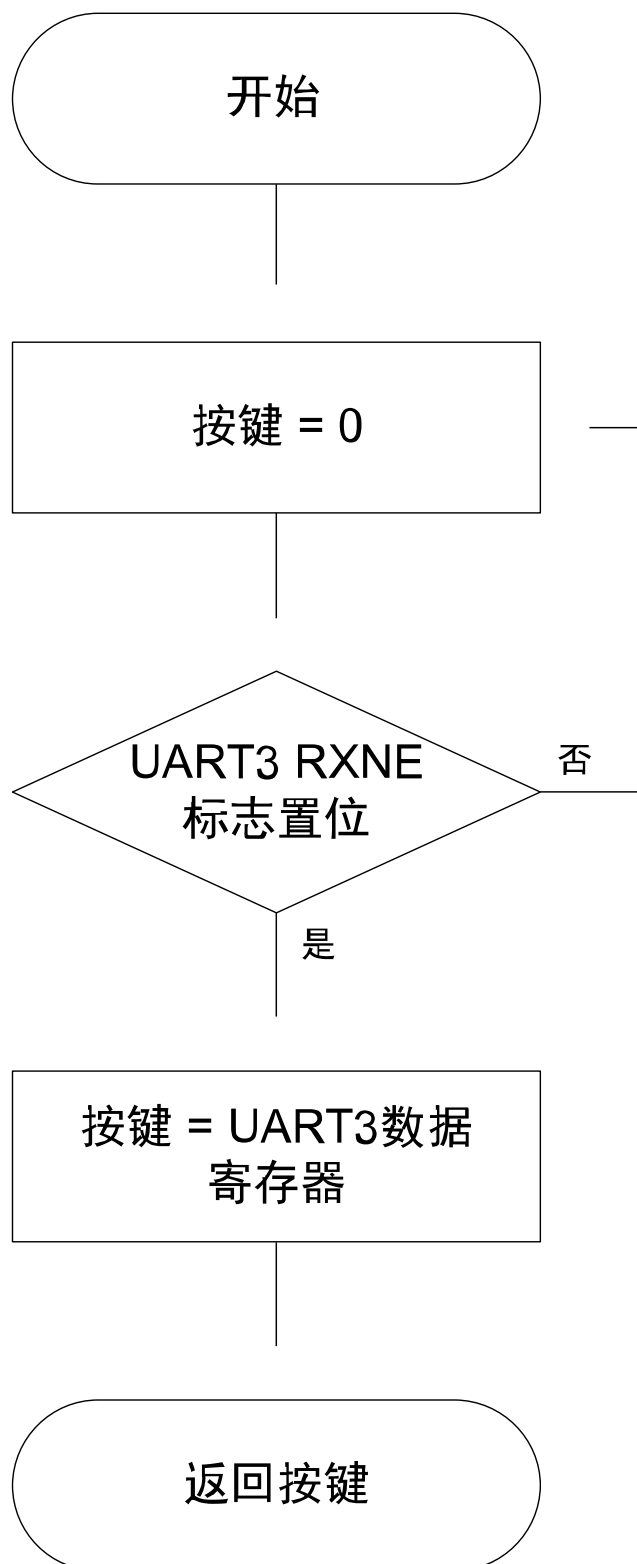 开始
按键 = 0
UART3 RXNE
标志置位
否
是
按键 = UART3数据
寄存器
返回按键